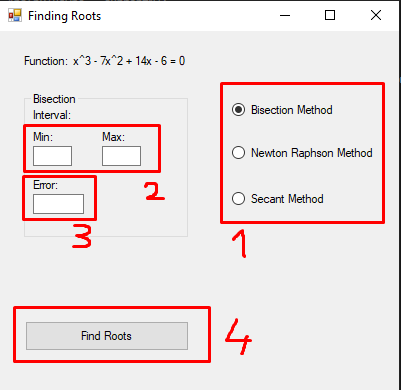 Finding Roots
Function: x^3 - 7x^2 + 14x - 6 = 0
Bisection
Interval:
Min: Max:
2
Error:
3
Bisection Method
Newton Raphson Method
Secant Method
1
Find Roots
4